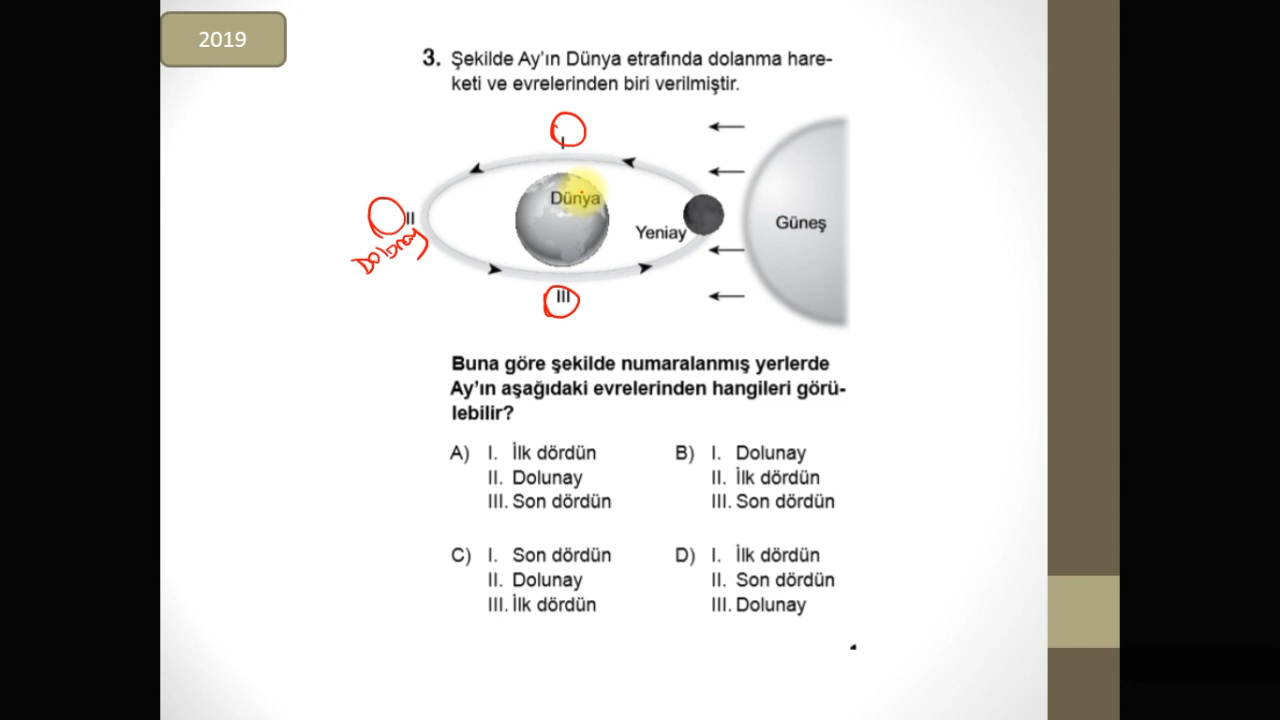 2019
3. Şekilde Ay'ın Dünya etrafında dolanma hare-
keti ve evrelerinden biri verilmiştir.
I
Dünya
II
Dolunay
Yeniay
Güneş
III
Buna göre şekilde numaralanmış yerlerde
Ay'ın aşağıdaki evrelerinden hangileri görü-
lebilir?
A) I. İlk dördün
II. Dolunay
III. Son dördün
B) I. Dolunay
II. İlk dördün
III. Son dördün
C) I. Son dördün
II. Dolunay
III. İlk dördün
D) I. İlk dördün
II. Son dördün
III. Dolunay